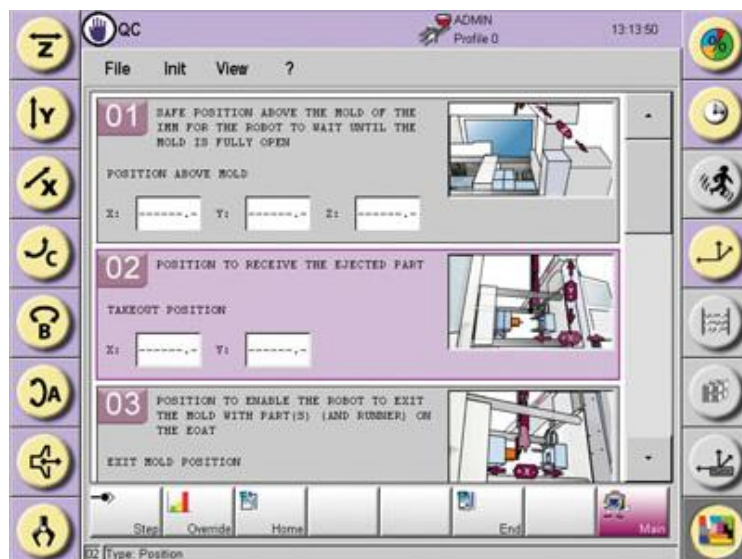 QC
ADMIN
Profile 0
13:13:50
File Init View ?
01 SAFE POSITION ABOVE THE MOLD OF THE
IMM FOR THE ROBOT TO WAIT UNTIL THE
MOLD IS FULLY OPEN
POSITION ABOVE MOLD
X: ------.- Y: ------.- Z: ------.-
02 POSITION TO RECEIVE THE EJECTED PART
TAKEOUT POSITION
X: ------.- Y: ------.-
03 POSITION TO ENABLE THE ROBOT TO EXIT
THE MOLD WITH PART(S) (AND RUNNER) ON
THE EOAT
EXIT MOLD POSITION
Step Override Home End Main
02 Type: Position
Z
Y
X
C
B
A
%